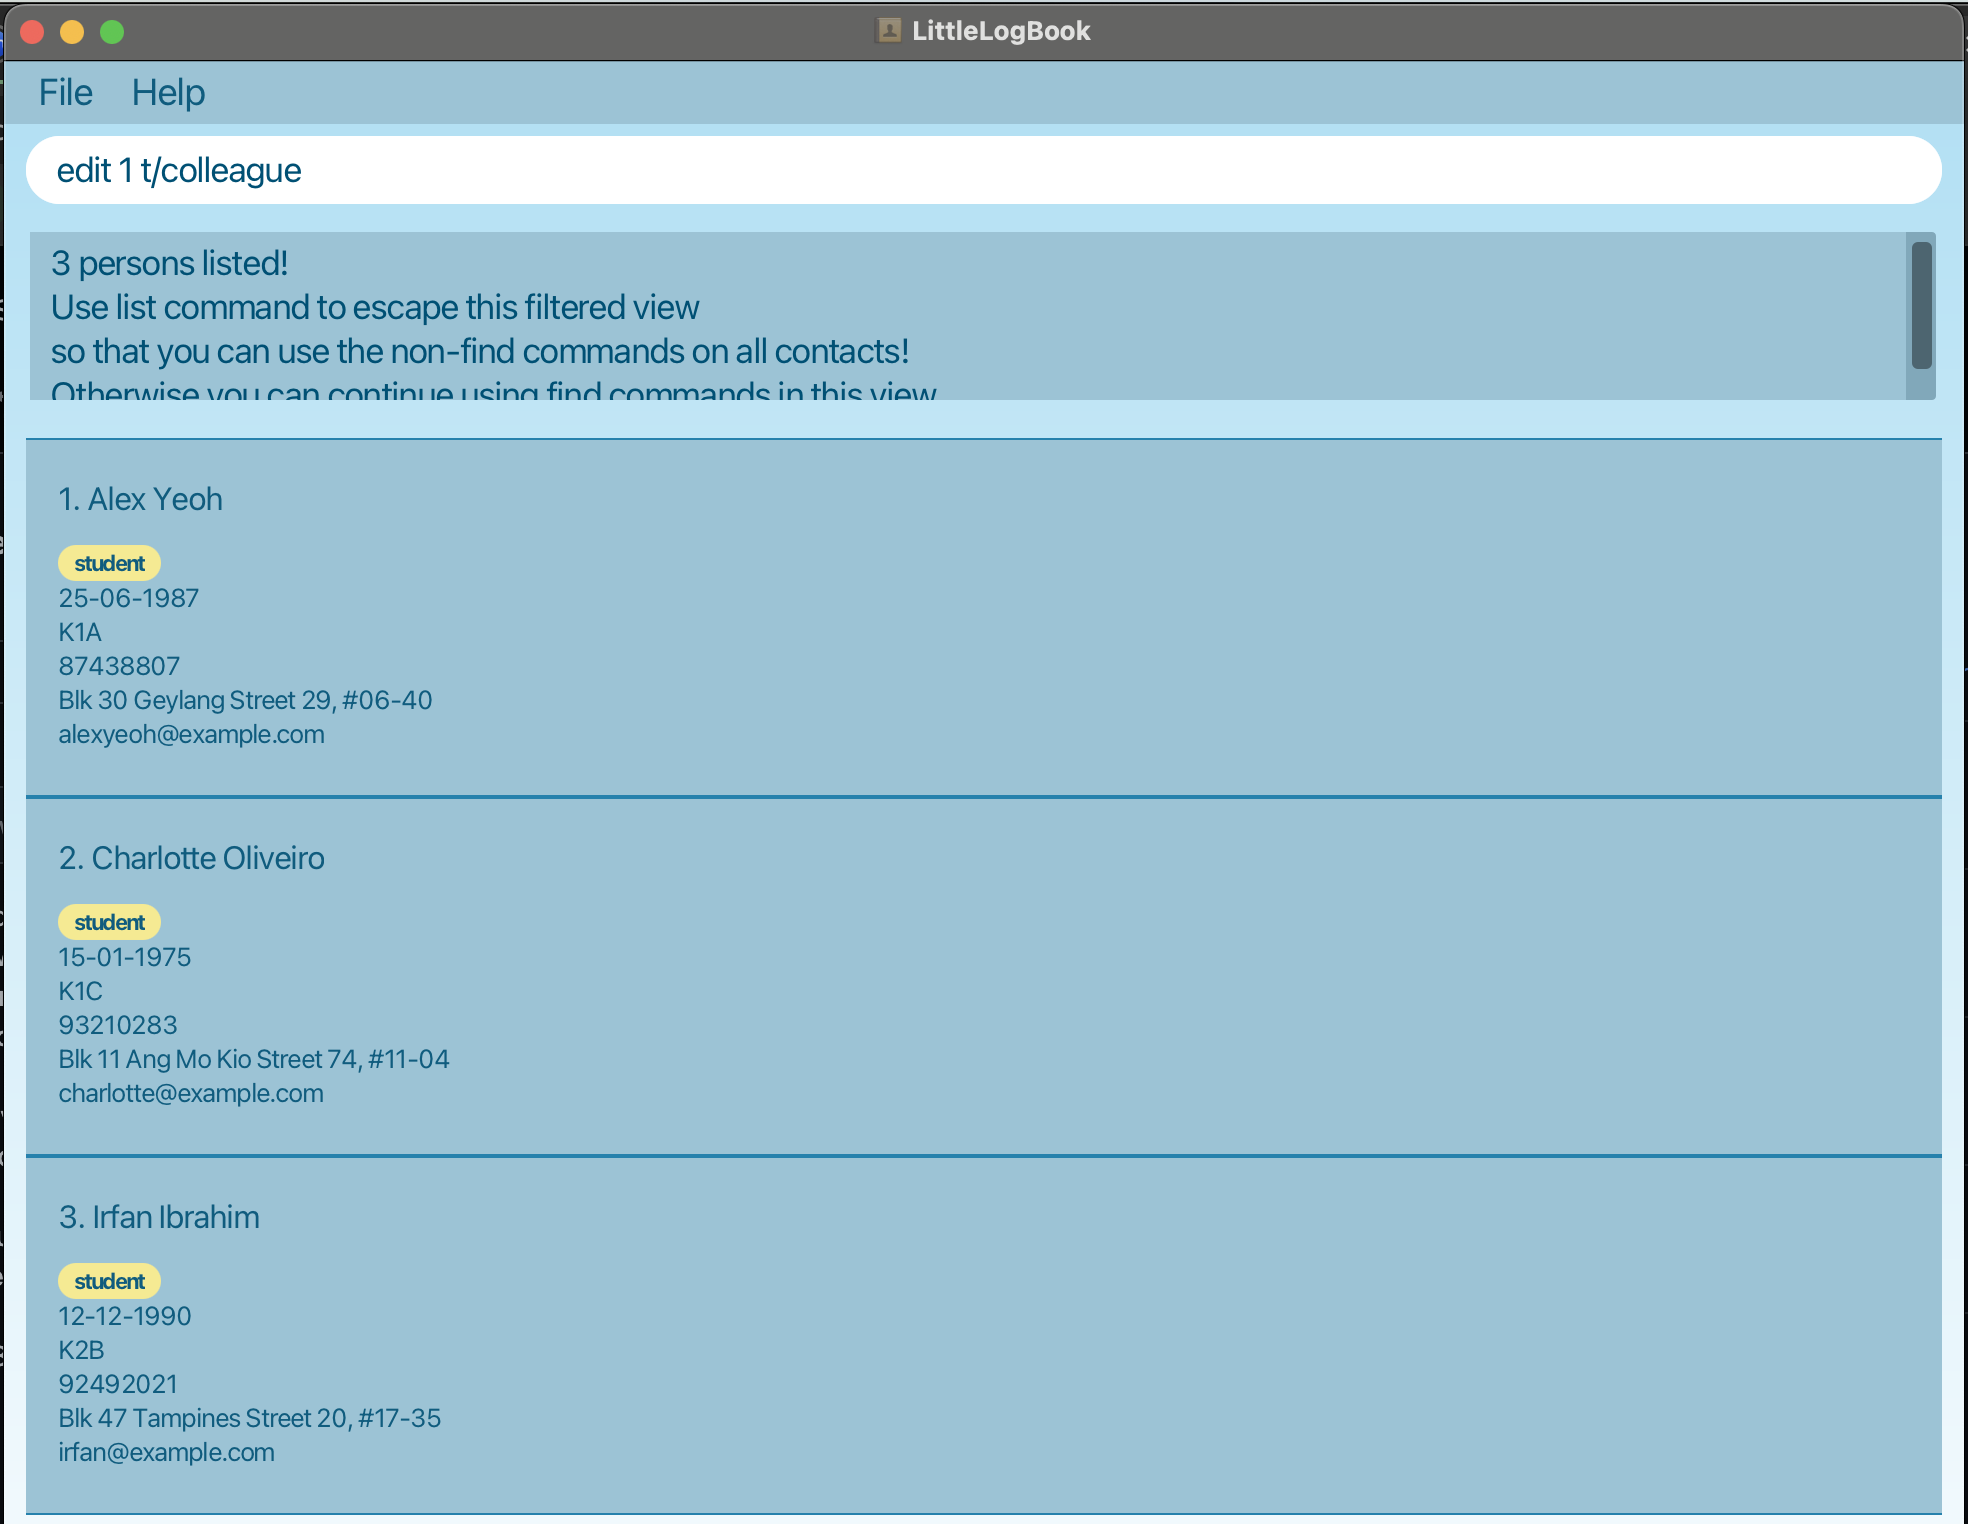 LittleLogBook
File Help
edit 1 t/colleague
3 persons listed!
Use list command to escape this filtered view
so that you can use the non-find commands on all contacts!
Otherwise you can continue using find commands in this view
1. Alex Yeoh
student
25-06-1987
K1A
87438807
Blk 30 Geylang Street 29, #06-40
alexyeoh@example.com
2. Charlotte Oliveiro
student
15-01-1975
K1C
93210283
Blk 11 Ang Mo Kio Street 74, #11-04
charlotte@example.com
3. Irfan Ibrahim
student
12-12-1990
K2B
92492021
Blk 47 Tampines Street 20, #17-35
irfan@example.com